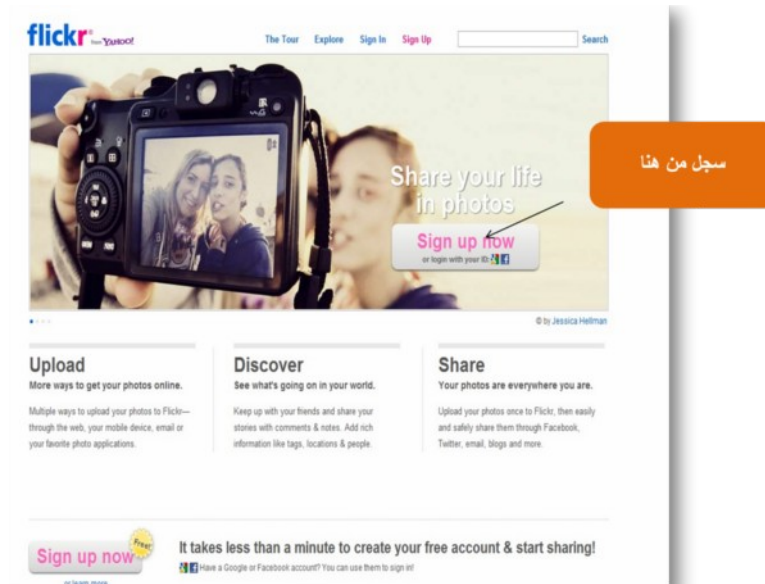 flickr from YAHOO!
The Tour Explore Sign In Sign Up Search
سجل من هنا
Share your life
in photos
Sign up now
or login with your ID:
© by Jessica Hellman
Upload
More ways to get your photos online.
Multiple ways to upload your photos to Flickr—
through the web, your mobile device, email or
your favorite photo applications.
Discover
See what's going on in your world.
Keep up with your friends and share your
stories with comments & notes. Add rich
information like tags, locations & people.
Share
Your photos are everywhere you are.
Upload your photos once to Flickr, then easily
and safely share them through Facebook,
Twitter, email, blogs and more.
Sign up now
Free!
or learn more
It takes less than a minute to create your free account & start sharing!
Have a Google or Facebook account? You can use them to sign in!